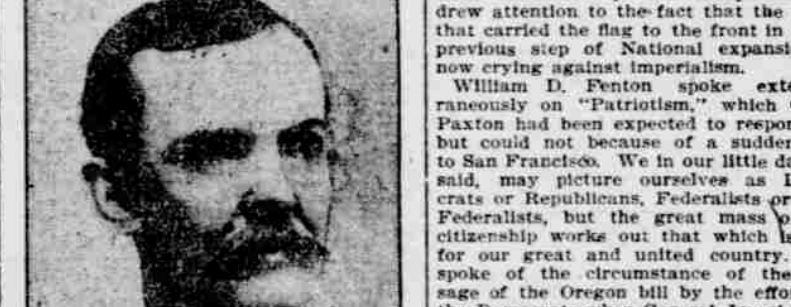 drew attention to the fact that the
that carried the flag to the front in
previous step of National expansi
now crying against imperialism.
William D. Fenton spoke exte
raneously on "Patriotism," which
Paxton had been expected to respon
but could not because of a sudden
to San Francisco. We in our little da
said, may picture ourselves as
crats or Republicans, Federalists or
Federalists, but the great mass o
citizenship works out that which is
for our great and united country.
spoke of the circumstance of the
sage of the Oregon bill by the effor